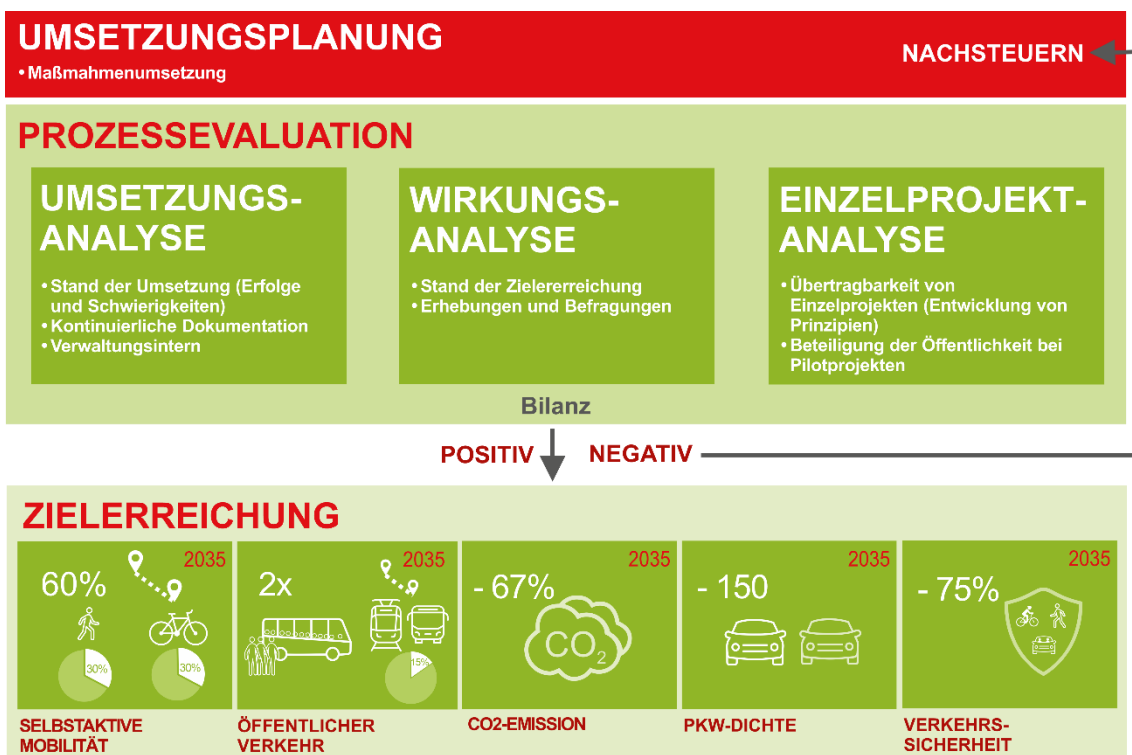 UMSETZUNGSPLANUNG
• Maßmahmenumsetzung
NACHSTEUERN
PROZESSEVALUATION
UMSETZUNGS-
ANALYSE
• Stand der Umsetzung (Erfolge
und Schwierigkeiten)
• Kontinuierliche Dokumentation
• Verwaltungsintern
WIRKUNGS-
ANALYSE
• Stand der Zielererreichung
• Erhebungen und Befragungen
EINZELPROJEKT-
ANALYSE
• Übertragbarkeit von
Einzelprojekten (Entwicklung von
Prinzipien)
• Beteiligung der Öffentlichkeit bei
Pilotprojekten
Bilanz
POSITIV
NEGATIV
ZIELERREICHUNG
2035
60%
30%
30%
SELBSTAKTIVE
MOBILITÄT
2035
2x
15%
ÖFFENTLICHER
VERKEHR
2035
- 67%
CO2
CO2-EMISSION
2035
- 150
PKW-DICHTE
2035
- 75%
VERKEHRS-
SICHERHEIT